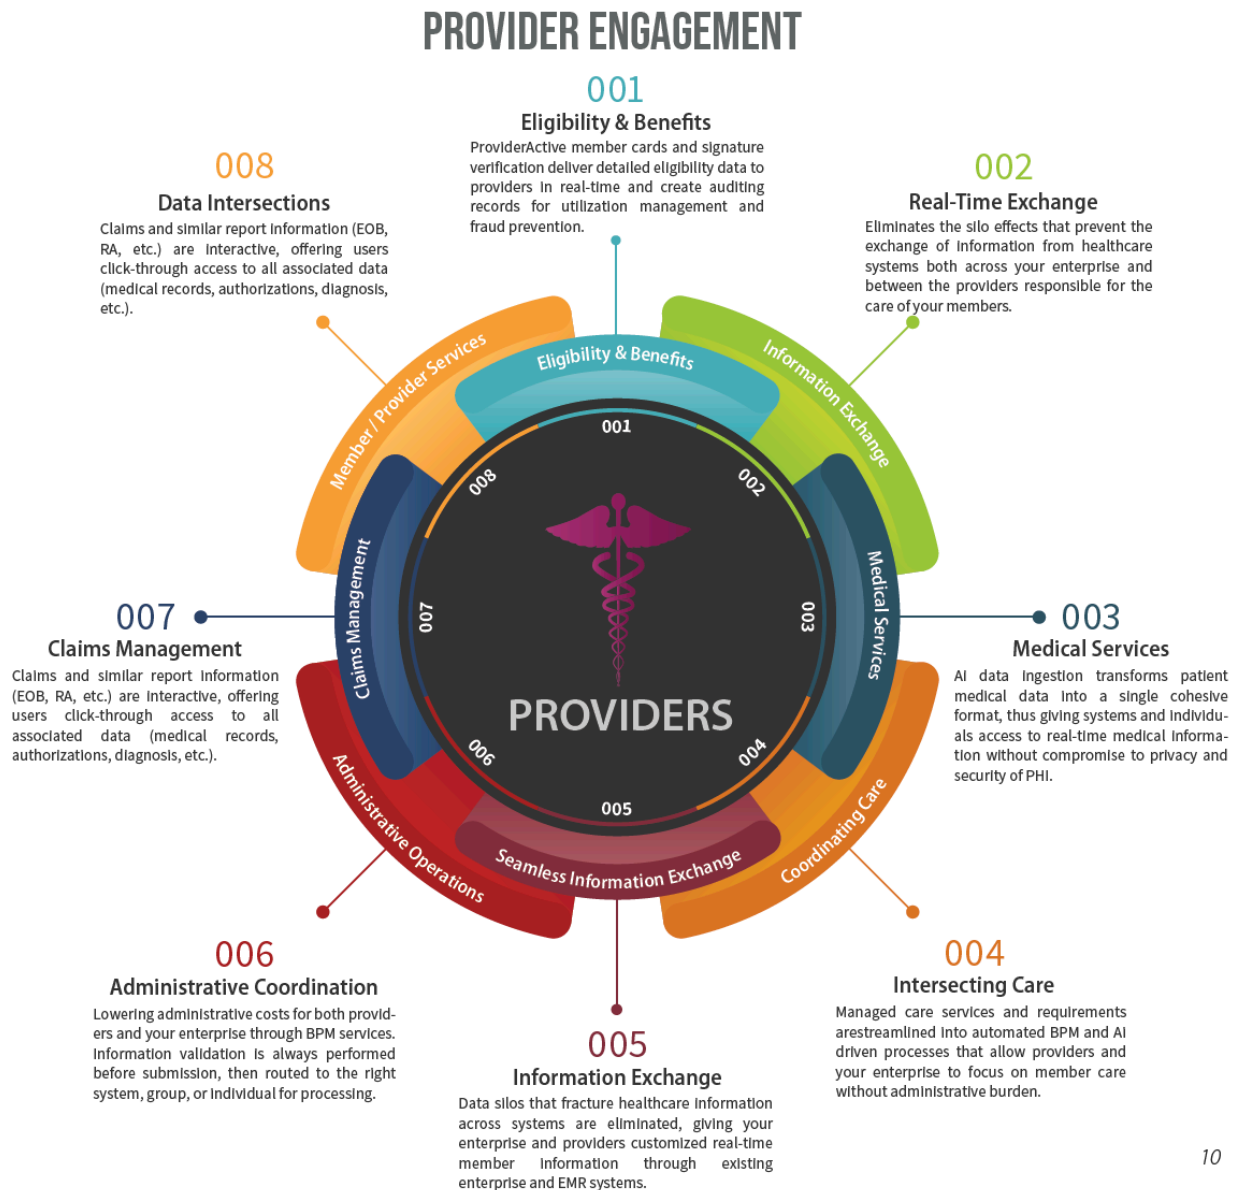 PROVIDER ENGAGEMENT
001
Eligibility & Benefits
ProviderActive member cards and signature
verification deliver detailed eligibility data to
providers in real-time and create auditing
records for utilization management and
fraud prevention.
008
Data Intersections
Claims and similar report information (EOB,
RA, etc.) are interactive, offering users
click-through access to all associated data
(medical records, authorizations, diagnosis,
etc.).
002
Real-Time Exchange
Eliminates the silo effects that prevent the
exchange of information from healthcare
systems both across your enterprise and
between the providers responsible for the
care of your members.
Member / Provider Services
Eligibility & Benefits
Information Exchange
Claims Management
Medical Services
Administrative Operations
Seamless Information Exchange
Coordinating Care
001
002
003
004
005
006
007
008
PROVIDERS
007
Claims Management
Claims and similar report information
(EOB, RA, etc.) are interactive, offering
users click-through access to all
associated data (medical records,
authorizations, diagnosis, etc.).
003
Medical Services
AI data ingestion transforms patient
medical data into a single cohesive
format, thus giving systems and individu-
als access to real-time medical informa-
tion without compromise to privacy and
security of PHI.
006
Administrative Coordination
Lowering administrative costs for both provid-
ers and your enterprise through BPM services.
Information validation is always performed
before submission, then routed to the right
system, group, or individual for processing.
005
Information Exchange
Data silos that fracture healthcare information
across systems are eliminated, giving your
enterprise and providers customized real-time
member information through existing
enterprise and EMR systems.
004
Intersecting Care
Managed care services and requirements
arestreamlined into automated BPM and AI
driven processes that allow providers and
your enterprise to focus on member care
without administrative burden.
10